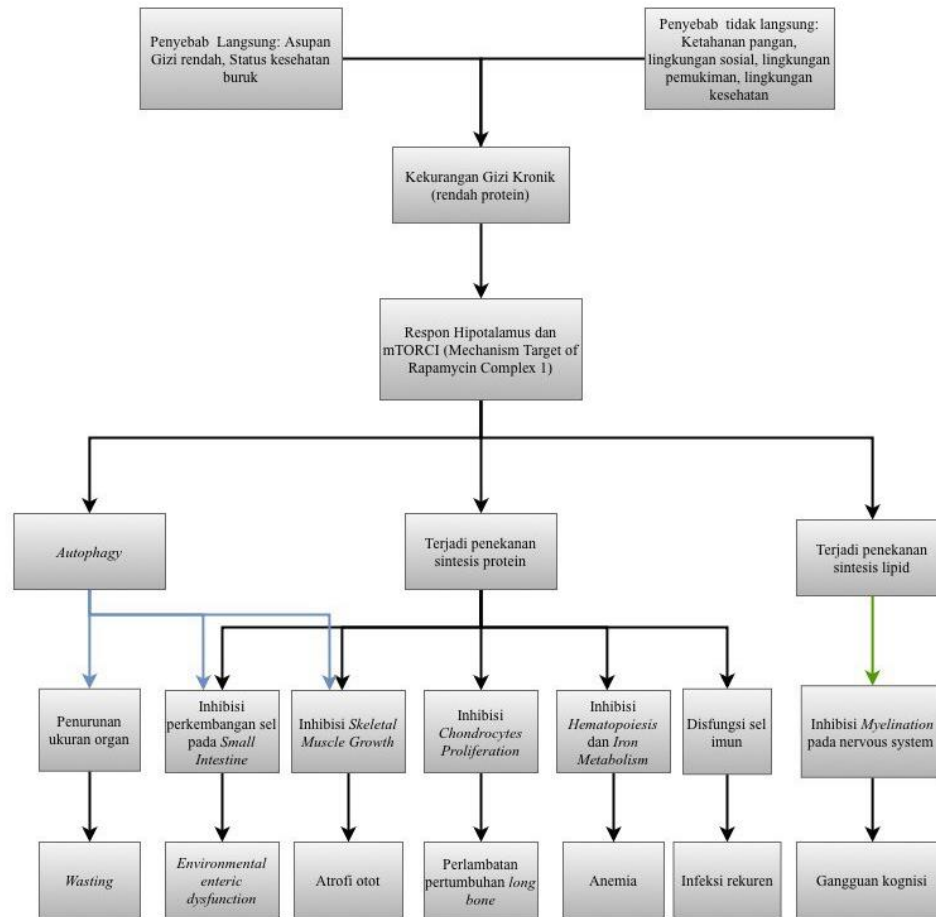 Penyebab Langsung: Asupan
Gizi rendah, Status kesehatan
buruk
Penyebab tidak langsung:
Ketahanan pangan,
lingkungan sosial, lingkungan
pemukiman, lingkungan
kesehatan
Kekurangan Gizi Kronik
(rendah protein)
Respon Hipotalamus dan
mTORCI (Mechanism Target of
Rapamycin Complex 1)
Autophagy
Terjadi penekanan
sintesis protein
Terjadi penekanan
sintesis lipid
Penurunan
ukuran organ
Inhibisi
perkembangan sel
pada Small
Intestine
Inhibisi Skeletal
Muscle Growth
Inhibisi
Chondrocytes
Proliferation
Inhibisi
Hematopoiesis
dan Iron
Metabolism
Disfungsi sel
imun
Inhibisi Myelination
pada nervous system
Wasting
Environmental
enteric
dysfunction
Atrofi otot
Perlambatan
pertumbuhan long
bone
Anemia
Infeksi rekuren
Gangguan kognisi